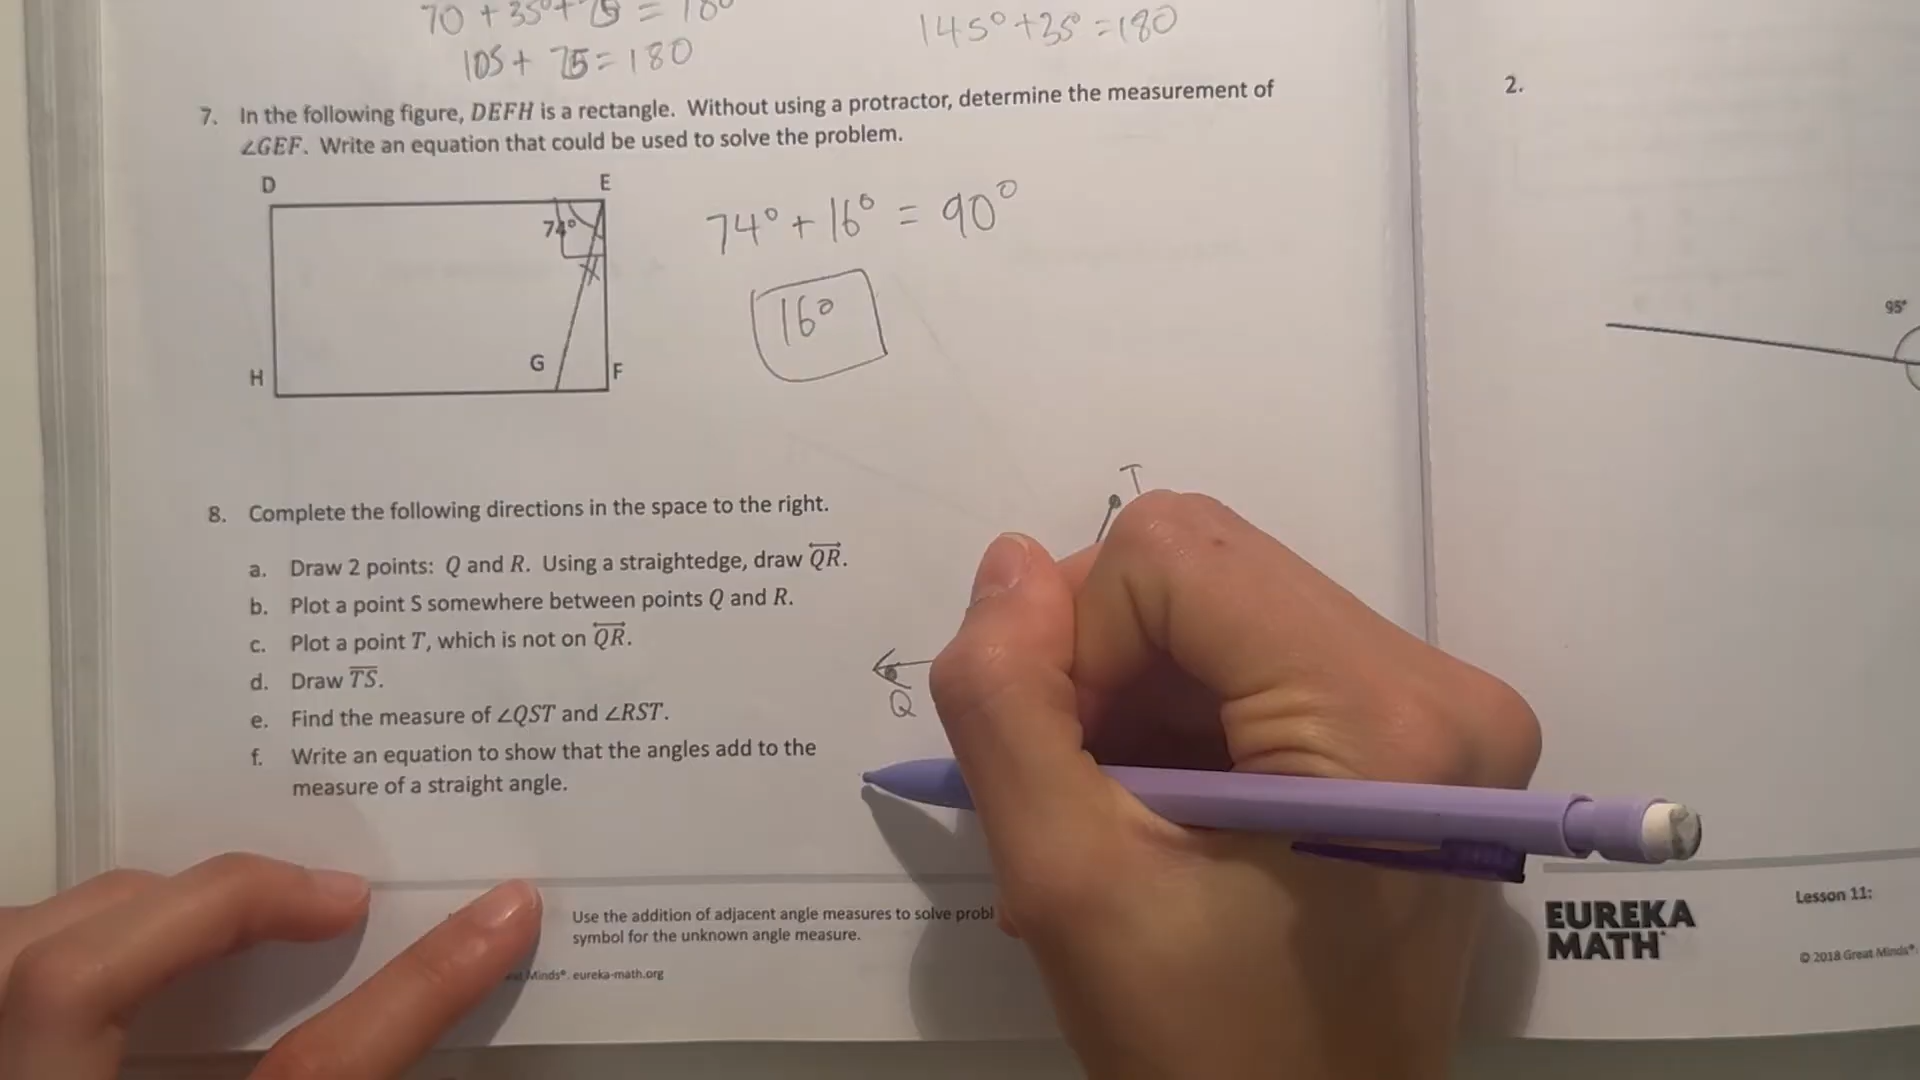 70 + 35° + 75 = 180
145° + 35° = 180
105 + 75 = 180
7. In the following figure, DEFH is a rectangle. Without using a protractor, determine the measurement of
∠GEF. Write an equation that could be used to solve the problem.
D E
74°
G
H F
74° + 16° = 90°
16°
8. Complete the following directions in the space to the right.
a. Draw 2 points: Q and R. Using a straightedge, draw QR.
b. Plot a point S somewhere between points Q and R.
c. Plot a point T, which is not on QR.
d. Draw TS.
e. Find the measure of ∠QST and ∠RST.
f. Write an equation to show that the angles add to the
measure of a straight angle.
T
Q
Use the addition of adjacent angle measures to solve
symbol for the unknown angle measure.
Minds®. eureka-math.org
2.
95°
EUREKA
MATH
Lesson 11:
© 2018 Great Minds®.